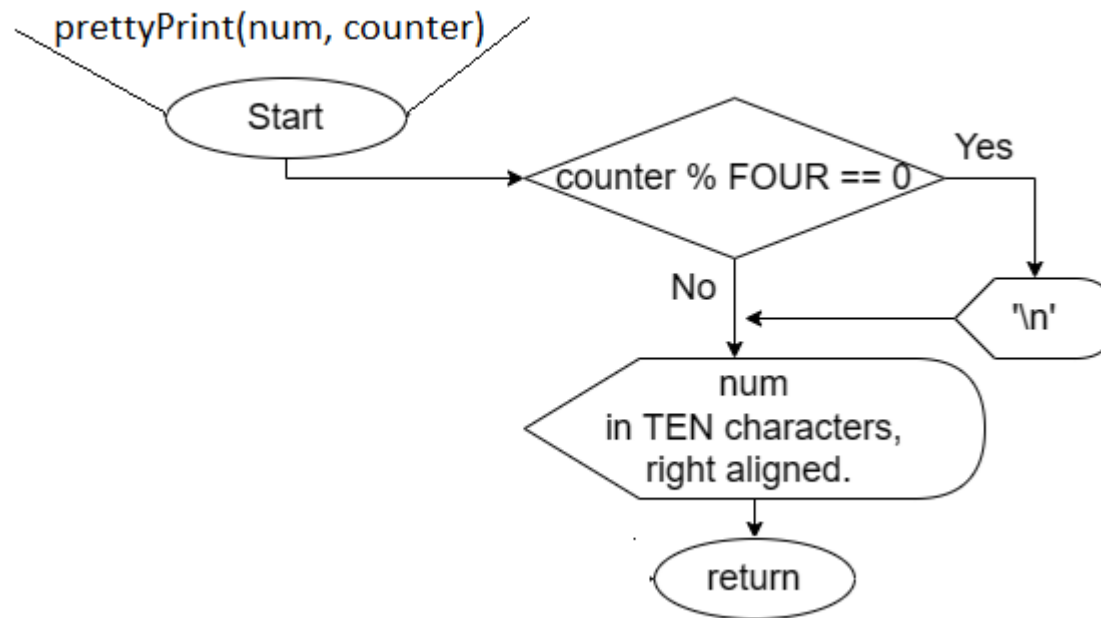 prettyPrint(num, counter)
Start
counter % FOUR == 0
Yes
No
'\n'
num
in TEN characters,
right aligned.
return